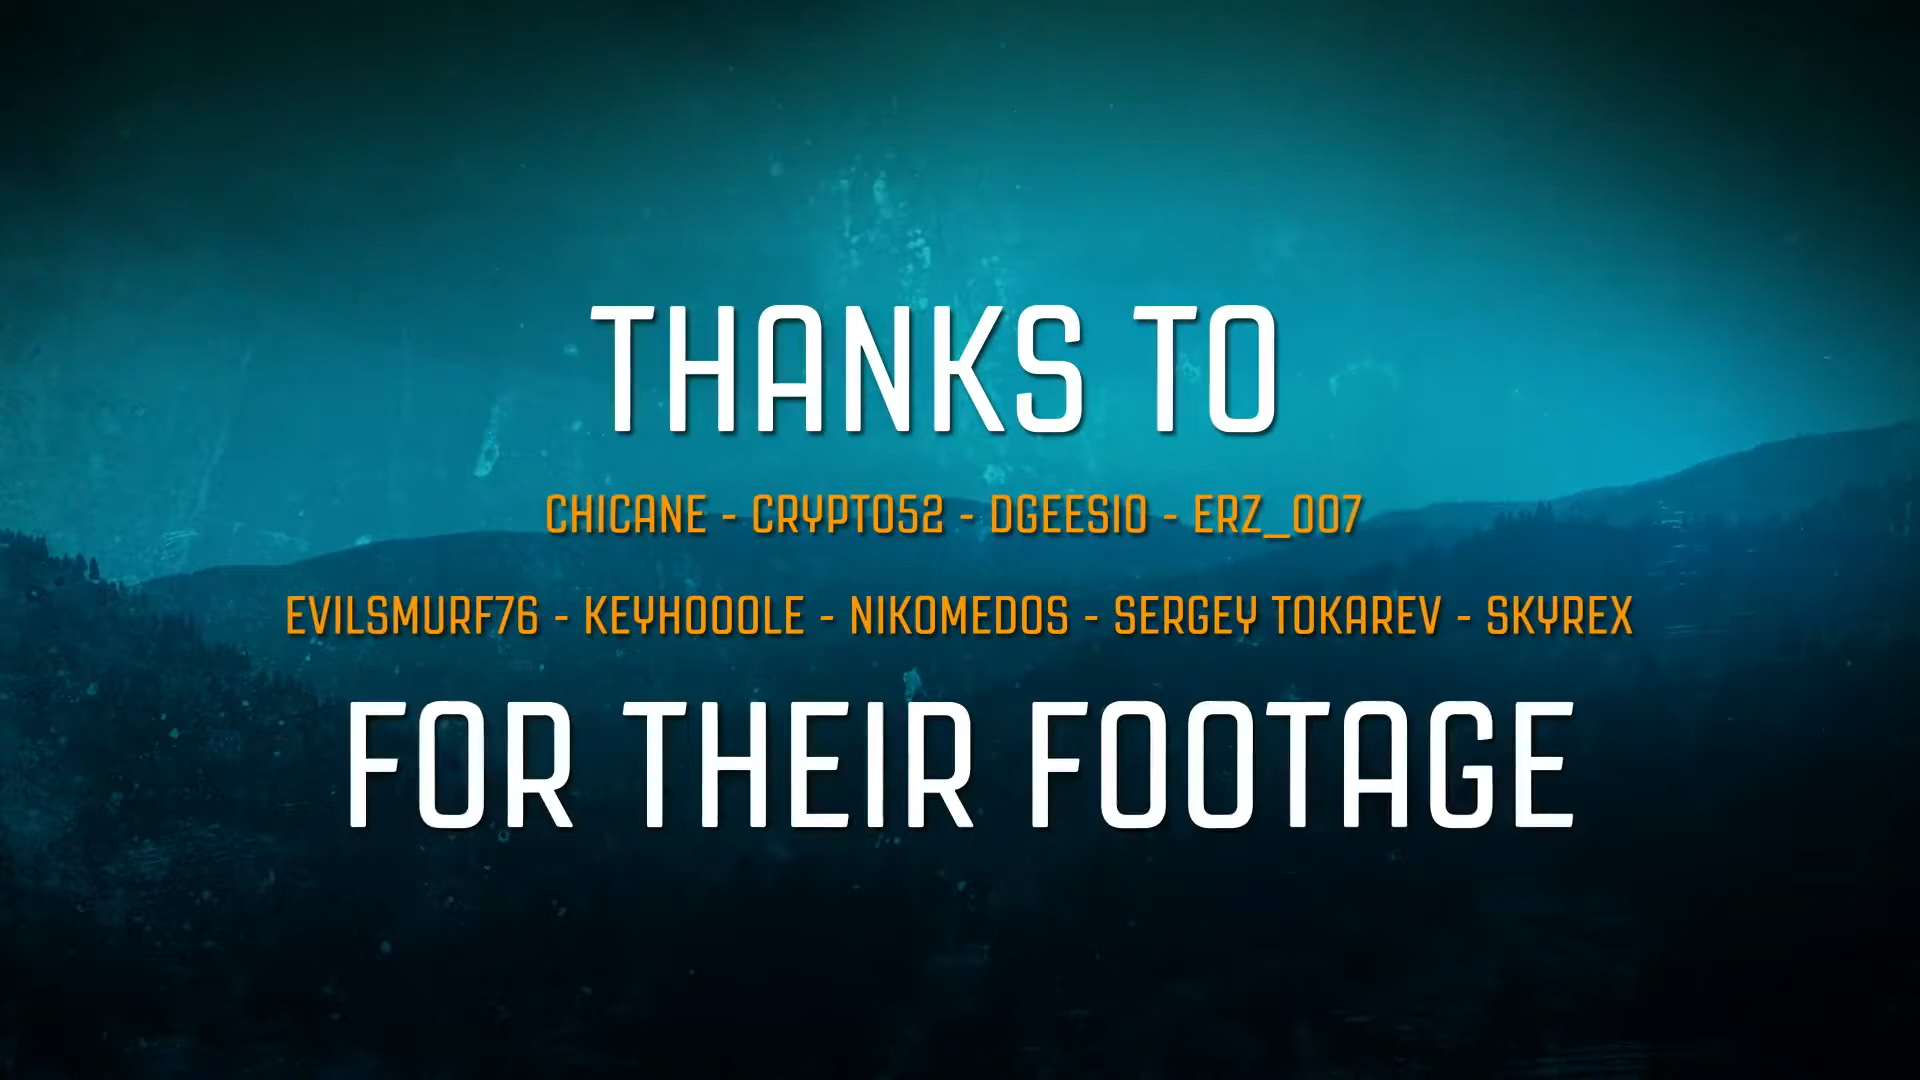 THANKS TO
CHICANE - CRYPTO52 - DGEESIO - ERZ_007
EVILSMURF76 - KEYHOOOLE - NIKOMEDOS - SERGEY TOKAREV - SKYREX
FOR THEIR FOOTAGE